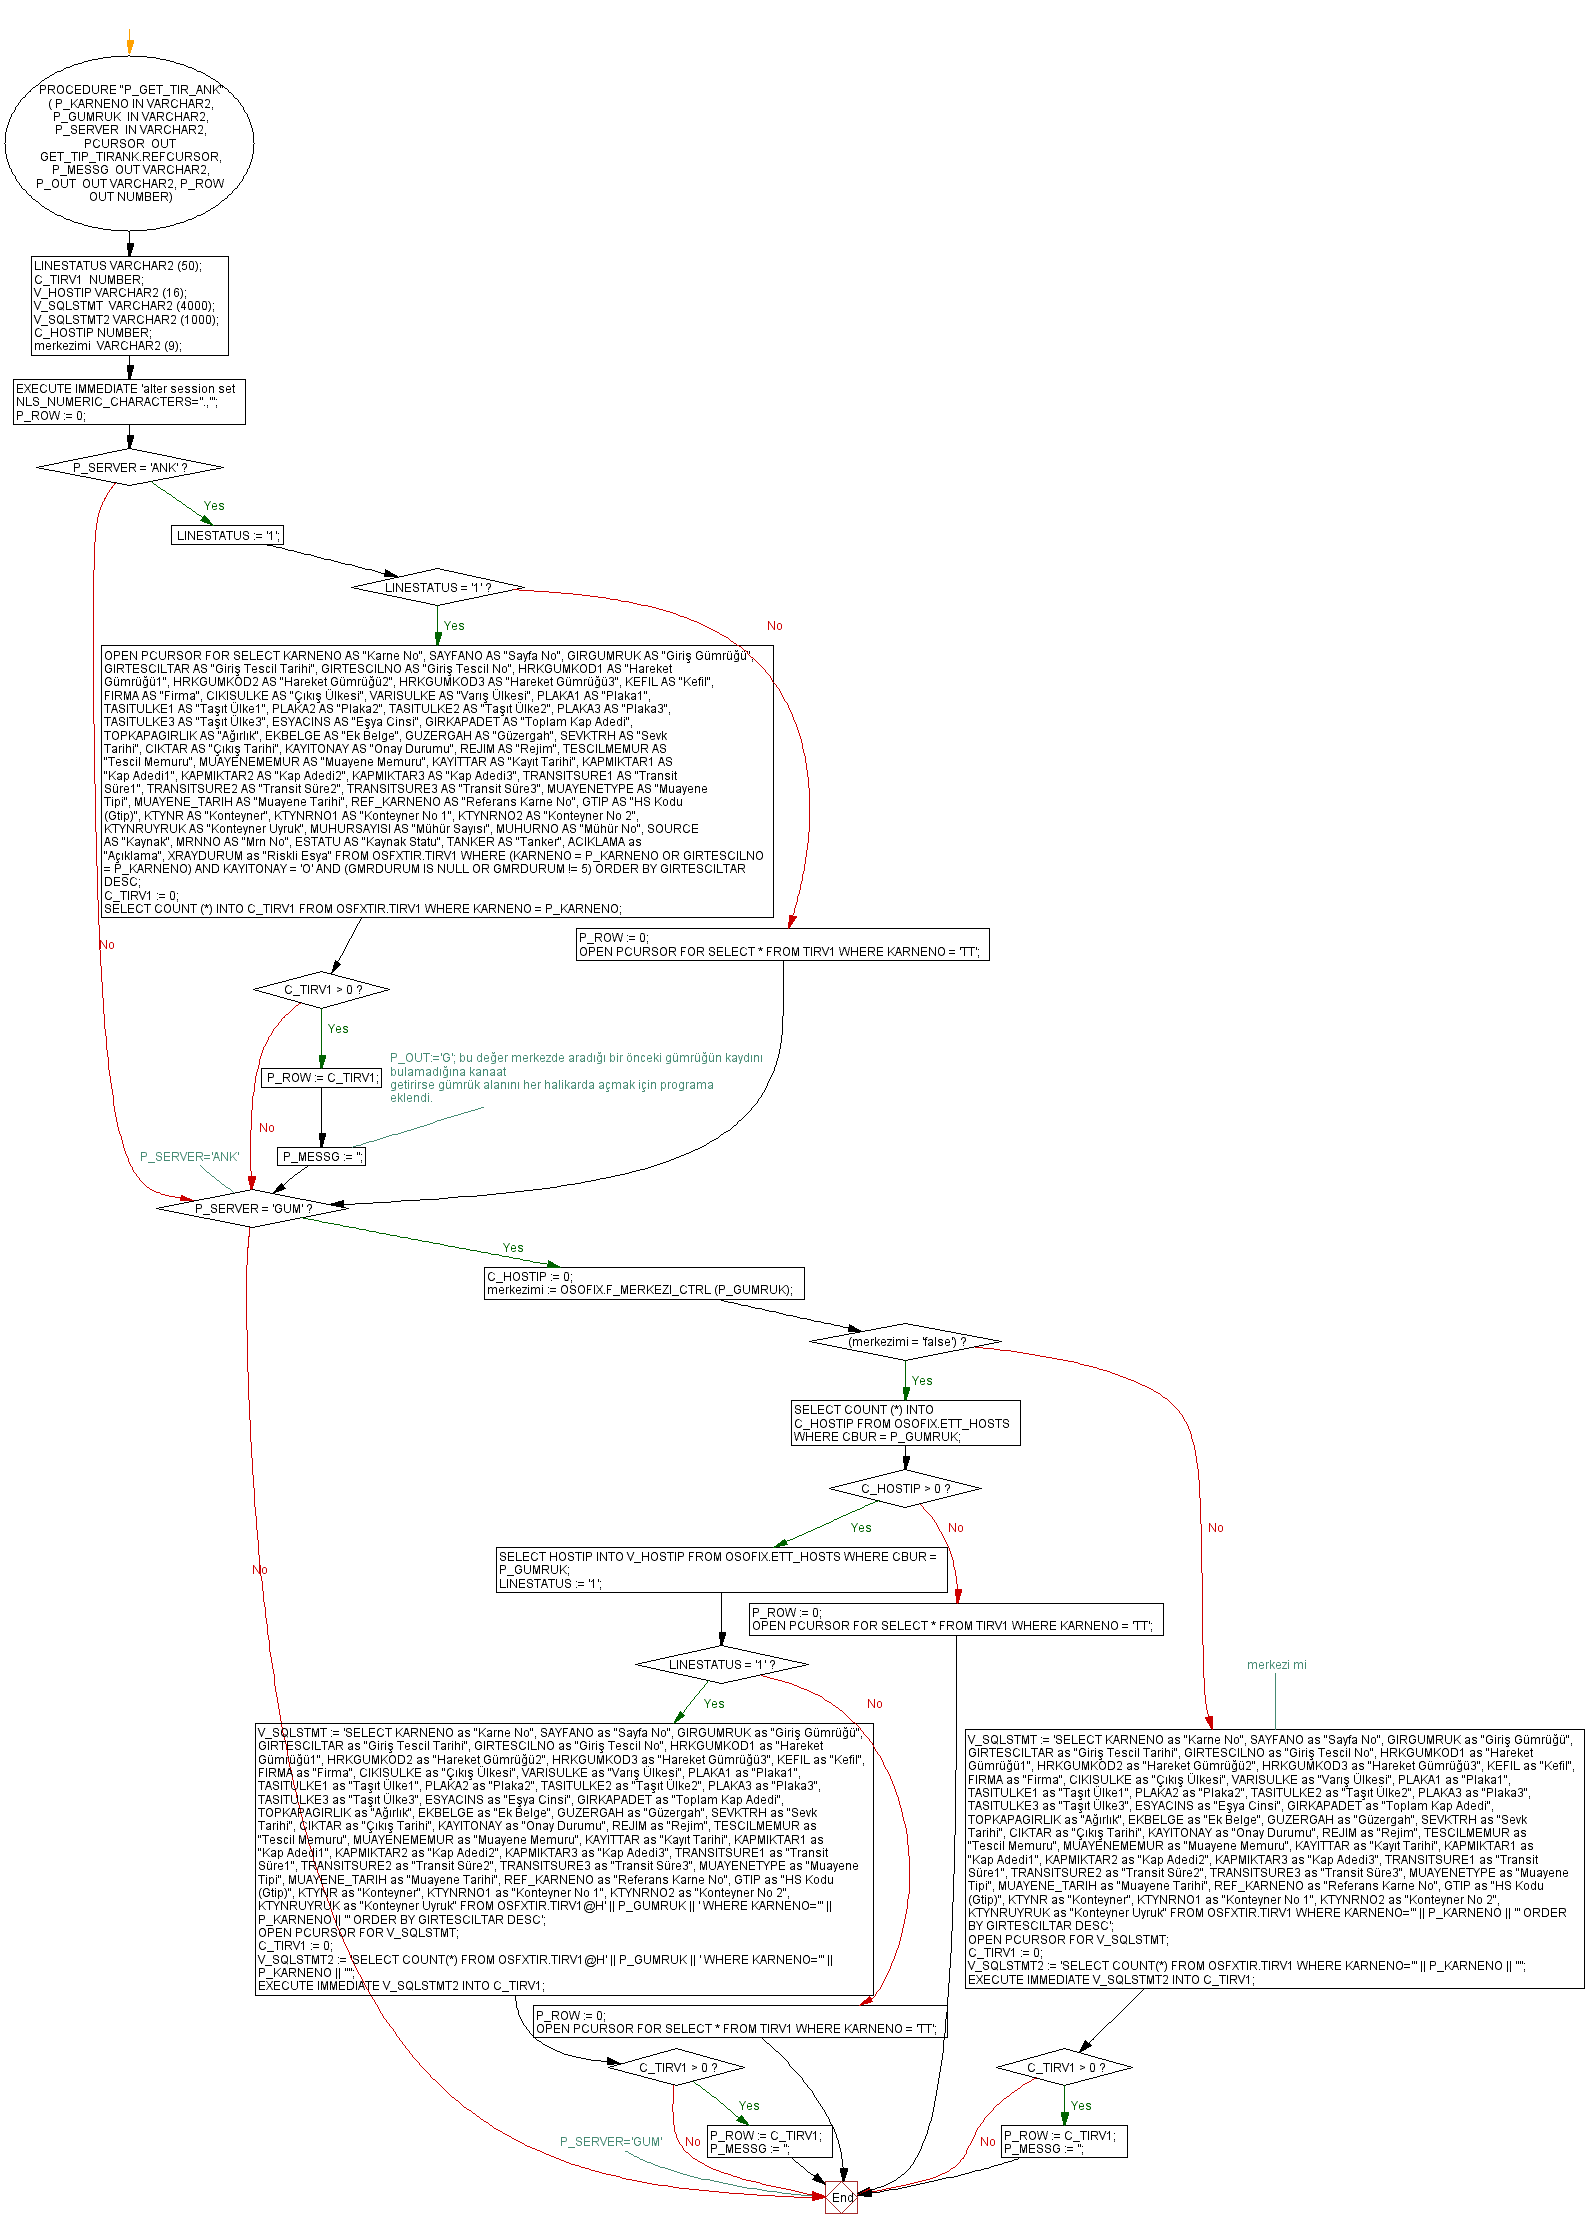 PROCEDURE "P_GET_TIR_ANK"
( P_KARNENO IN VARCHAR2,
P_GUMRUK  IN VARCHAR2,
P_SERVER  IN VARCHAR2,
PCURSOR  OUT
GET_TIP_TIRANK.REFCURSOR,
P_MESSG  OUT VARCHAR2,
P_OUT  OUT VARCHAR2, P_ROW
OUT NUMBER)
LINESTATUS VARCHAR2 (50);
C_TIRV1  NUMBER;
V_HOSTIP VARCHAR2 (16);
V_SQLSTMT  VARCHAR2 (4000);
V_SQLSTMT2 VARCHAR2 (1000);
C_HOSTIP NUMBER;
merkezimi  VARCHAR2 (9);
EXECUTE IMMEDIATE 'alter session set
NLS_NUMERIC_CHARACTERS=''.,''';
P_ROW := 0;
P_SERVER = 'ANK' ?
Yes
LINESTATUS := '1';
LINESTATUS = '1' ?
No
Yes
OPEN PCURSOR FOR SELECT KARNENO AS "Karne No", SAYFANO AS "Sayfa No", GIRGUMRUK AS "Giriş Gümrüğü",
GIRTESCILTAR AS "Giriş Tescil Tarihi", GIRTESCILNO AS "Giriş Tescil No", HRKGUMKOD1 AS "Hareket
Gümrüğü1", HRKGUMKOD2 AS "Hareket Gümrüğü2", HRKGUMKOD3 AS "Hareket Gümrüğü3", KEFIL AS "Kefil",
FIRMA AS "Firma", CIKISULKE AS "Çıkış Ülkesi", VARISULKE AS "Varış Ülkesi", PLAKA1 AS "Plaka1",
TASITULKE1 AS "Taşıt Ülke1", PLAKA2 AS "Plaka2", TASITULKE2 AS "Taşıt Ülke2", PLAKA3 AS "Plaka3",
TASITULKE3 AS "Taşıt Ülke3", ESYACINS AS "Eşya Cinsi", GIRKAPADET AS "Toplam Kap Adedi",
TOPKAPAGIRLIK AS "Ağırlık", EKBELGE AS "Ek Belge", GUZERGAH AS "Güzergah", SEVKTRH AS "Sevk
Tarihi", CIKTAR AS "Çıkış Tarihi", KAYITONAY AS "Onay Durumu", REJIM AS "Rejim", TESCILMEMUR AS
"Tescil Memuru", MUAYENEMEMUR AS "Muayene Memuru", KAYITTAR AS "Kayıt Tarihi", KAPMIKTAR1 AS
"Kap Adedi1", KAPMIKTAR2 AS "Kap Adedi2", KAPMIKTAR3 AS "Kap Adedi3", TRANSITSURE1 AS "Transit
Süre1", TRANSITSURE2 AS "Transit Süre2", TRANSITSURE3 AS "Transit Süre3", MUAYENETYPE AS "Muayene
Tipi", MUAYENE_TARIH AS "Muayene Tarihi", REF_KARNENO AS "Referans Karne No", GTIP AS "HS Kodu
(Gtip)", KTYNR AS "Konteyner", KTYNRNO1 AS "Konteyner No 1", KTYNRNO2 AS "Konteyner No 2",
KTYNRUYRUK AS "Konteyner Uyruk", MUHURSAYISI AS "Mühür Sayısı", MUHURNO AS "Mühür No", SOURCE
AS "Kaynak", MRNNO AS "Mrn No", ESTATU AS "Kaynak Statu", TANKER AS "Tanker", ACIKLAMA as
"Açıklama", XRAYDURUM as "Riskli Esya" FROM OSFXTIR.TIRV1 WHERE (KARNENO = P_KARNENO OR GIRTESCILNO
= P_KARNENO) AND KAYITONAY = 'O' AND (GMRDURUM IS NULL OR GMRDURUM != 5) ORDER BY GIRTESCILTAR
DESC;
C_TIRV1 := 0;
SELECT COUNT (*) INTO C_TIRV1 FROM OSFXTIR.TIRV1 WHERE KARNENO = P_KARNENO;
No
P_ROW := 0;
OPEN PCURSOR FOR SELECT * FROM TIRV1 WHERE KARNENO = 'TT';
C_TIRV1 > 0 ?
Yes
P_OUT:='G'; bu değer merkezde aradığı bir önceki gümrüğün kaydını
bulamadığına kanaat
getirirse gümrük alanını her halikarda açmak için programa
eklendi.
P_ROW := C_TIRV1;
No
P_MESSG := '';
P_SERVER='ANK'
P_SERVER = 'GUM' ?
Yes
C_HOSTIP := 0;
merkezimi := OSOFIX.F_MERKEZI_CTRL (P_GUMRUK);
(merkezimi = 'false') ?
Yes
SELECT COUNT (*) INTO
C_HOSTIP FROM OSOFIX.ETT_HOSTS
WHERE CBUR = P_GUMRUK;
C_HOSTIP > 0 ?
Yes
No
No
SELECT HOSTIP INTO V_HOSTIP FROM OSOFIX.ETT_HOSTS WHERE CBUR =
P_GUMRUK;
LINESTATUS := '1';
No
P_ROW := 0;
OPEN PCURSOR FOR SELECT * FROM TIRV1 WHERE KARNENO = 'TT';
LINESTATUS = '1' ?
merkezi mi
Yes
No
V_SQLSTMT := 'SELECT KARNENO as "Karne No", SAYFANO as "Sayfa No", GIRGUMRUK as "Giriş Gümrüğü",
GIRTESCILTAR as "Giriş Tescil Tarihi", GIRTESCILNO as "Giriş Tescil No", HRKGUMKOD1 as "Hareket
Gümrüğü1", HRKGUMKOD2 as "Hareket Gümrüğü2", HRKGUMKOD3 as "Hareket Gümrüğü3", KEFIL as "Kefil",
FIRMA as "Firma", CIKISULKE as "Çıkış Ülkesi", VARISULKE as "Varış Ülkesi", PLAKA1 as "Plaka1",
TASITULKE1 as "Taşıt Ülke1", PLAKA2 as "Plaka2", TASITULKE2 as "Taşıt Ülke2", PLAKA3 as "Plaka3",
TASITULKE3 as "Taşıt Ülke3", ESYACINS as "Eşya Cinsi", GIRKAPADET as "Toplam Kap Adedi",
TOPKAPAGIRLIK as "Ağırlık", EKBELGE as "Ek Belge", GUZERGAH as "Güzergah", SEVKTRH as "Sevk
Tarihi", CIKTAR as "Çıkış Tarihi", KAYITONAY as "Onay Durumu", REJIM as "Rejim", TESCILMEMUR as
"Tescil Memuru", MUAYENEMEMUR as "Muayene Memuru", KAYITTAR as "Kayıt Tarihi", KAPMIKTAR1 as
"Kap Adedi1", KAPMIKTAR2 as "Kap Adedi2", KAPMIKTAR3 as "Kap Adedi3", TRANSITSURE1 as "Transit
Süre1", TRANSITSURE2 as "Transit Süre2", TRANSITSURE3 as "Transit Süre3", MUAYENETYPE as "Muayene
Tipi", MUAYENE_TARIH as "Muayene Tarihi", REF_KARNENO as "Referans Karne No", GTIP as "HS Kodu
(Gtip)", KTYNR as "Konteyner", KTYNRNO1 as "Konteyner No 1", KTYNRNO2 as "Konteyner No 2",
KTYNRUYRUK as "Konteyner Uyruk" FROM OSFXTIR.TIRV1@H' || P_GUMRUK || ' WHERE KARNENO=''' ||
P_KARNENO || ''' ORDER BY GIRTESCILTAR DESC';
OPEN PCURSOR FOR V_SQLSTMT;
C_TIRV1 := 0;
V_SQLSTMT2 := 'SELECT COUNT(*) FROM OSFXTIR.TIRV1@H' || P_GUMRUK || ' WHERE KARNENO=''' ||
P_KARNENO || '''';
EXECUTE IMMEDIATE V_SQLSTMT2 INTO C_TIRV1;
V_SQLSTMT := 'SELECT KARNENO as "Karne No", SAYFANO as "Sayfa No", GIRGUMRUK as "Giriş Gümrüğü",
GIRTESCILTAR as "Giriş Tescil Tarihi", GIRTESCILNO as "Giriş Tescil No", HRKGUMKOD1 as "Hareket
Gümrüğü1", HRKGUMKOD2 as "Hareket Gümrüğü2", HRKGUMKOD3 as "Hareket Gümrüğü3", KEFIL as "Kefil",
FIRMA as "Firma", CIKISULKE as "Çıkış Ülkesi", VARISULKE as "Varış Ülkesi", PLAKA1 as "Plaka1",
TASITULKE1 as "Taşıt Ülke1", PLAKA2 as "Plaka2", TASITULKE2 as "Taşıt Ülke2", PLAKA3 as "Plaka3",
TASITULKE3 as "Taşıt Ülke3", ESYACINS as "Eşya Cinsi", GIRKAPADET as "Toplam Kap Adedi",
TOPKAPAGIRLIK as "Ağırlık", EKBELGE as "Ek Belge", GUZERGAH as "Güzergah", SEVKTRH as "Sevk
Tarihi", CIKTAR as "Çıkış Tarihi", KAYITONAY as "Onay Durumu", REJIM as "Rejim", TESCILMEMUR as
"Tescil Memuru", MUAYENEMEMUR as "Muayene Memuru", KAYITTAR as "Kayıt Tarihi", KAPMIKTAR1 as
"Kap Adedi1", KAPMIKTAR2 as "Kap Adedi2", KAPMIKTAR3 as "Kap Adedi3", TRANSITSURE1 as "Transit
Süre1", TRANSITSURE2 as "Transit Süre2", TRANSITSURE3 as "Transit Süre3", MUAYENETYPE as "Muayene
Tipi", MUAYENE_TARIH as "Muayene Tarihi", REF_KARNENO as "Referans Karne No", GTIP as "HS Kodu
(Gtip)", KTYNR as "Konteyner", KTYNRNO1 as "Konteyner No 1", KTYNRNO2 as "Konteyner No 2",
KTYNRUYRUK as "Konteyner Uyruk" FROM OSFXTIR.TIRV1 WHERE KARNENO=''' || P_KARNENO || ''' ORDER
BY GIRTESCILTAR DESC';
OPEN PCURSOR FOR V_SQLSTMT;
C_TIRV1 := 0;
V_SQLSTMT2 := 'SELECT COUNT(*) FROM OSFXTIR.TIRV1 WHERE KARNENO=''' || P_KARNENO || '''';
EXECUTE IMMEDIATE V_SQLSTMT2 INTO C_TIRV1;
P_ROW := 0;
OPEN PCURSOR FOR SELECT * FROM TIRV1 WHERE KARNENO = 'TT';
C_TIRV1 > 0 ?
C_TIRV1 > 0 ?
Yes
Yes
P_SERVER='GUM'
No
P_ROW := C_TIRV1;
P_MESSG := '';
No
P_ROW := C_TIRV1;
P_MESSG := '';
End